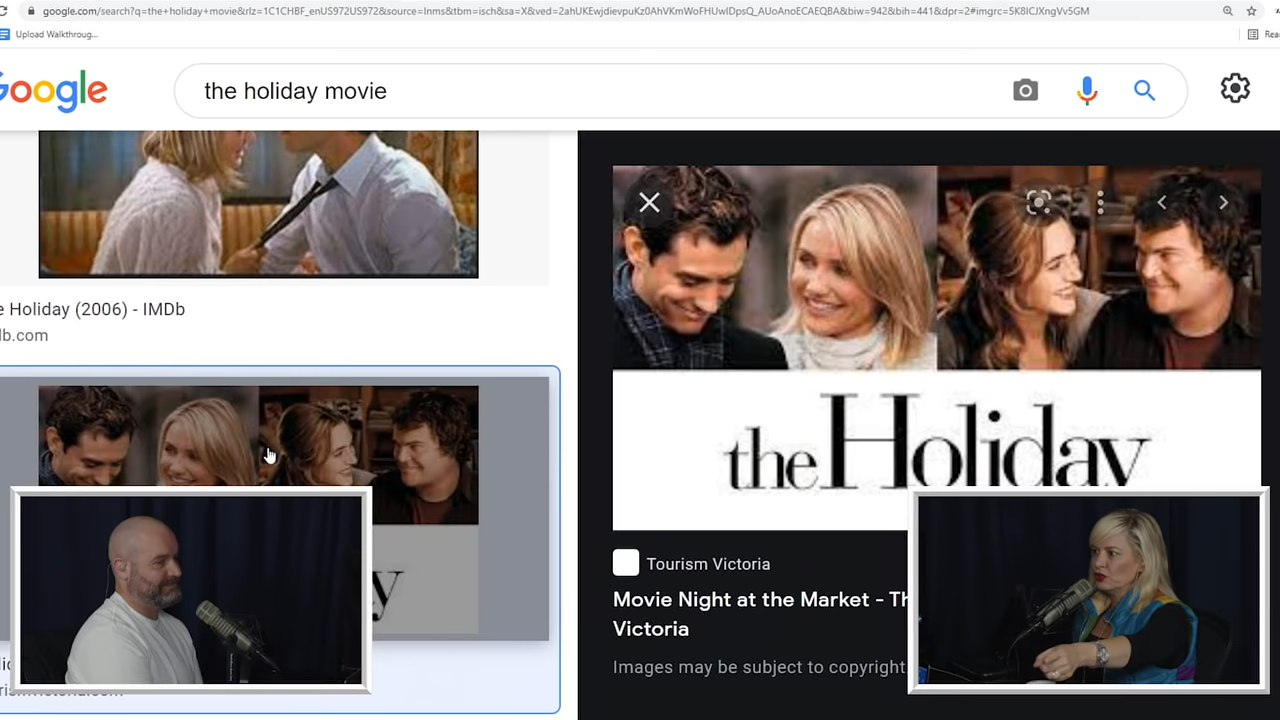 google.com/search?q=the+holiday+movie&rlz=1C1CHBF_enUS972US972&source=lnms&tbm=isch&sa=X&ved=2ahUKEwjdievpuKz0AhVKmWoFHUwIDpsQ_AUoAnoECAEQBA&biw=942&bih=441&dpr=2#imgrc=5K8ICJXngVv5GM
Upload Walkthroug...
Rea
Google
the holiday movie
e Holiday (2006) - IMDb
lb.com
the Holiday
y
Tourism Victoria
Movie Night at the Market - Th
Victoria
Images may be subject to copyright